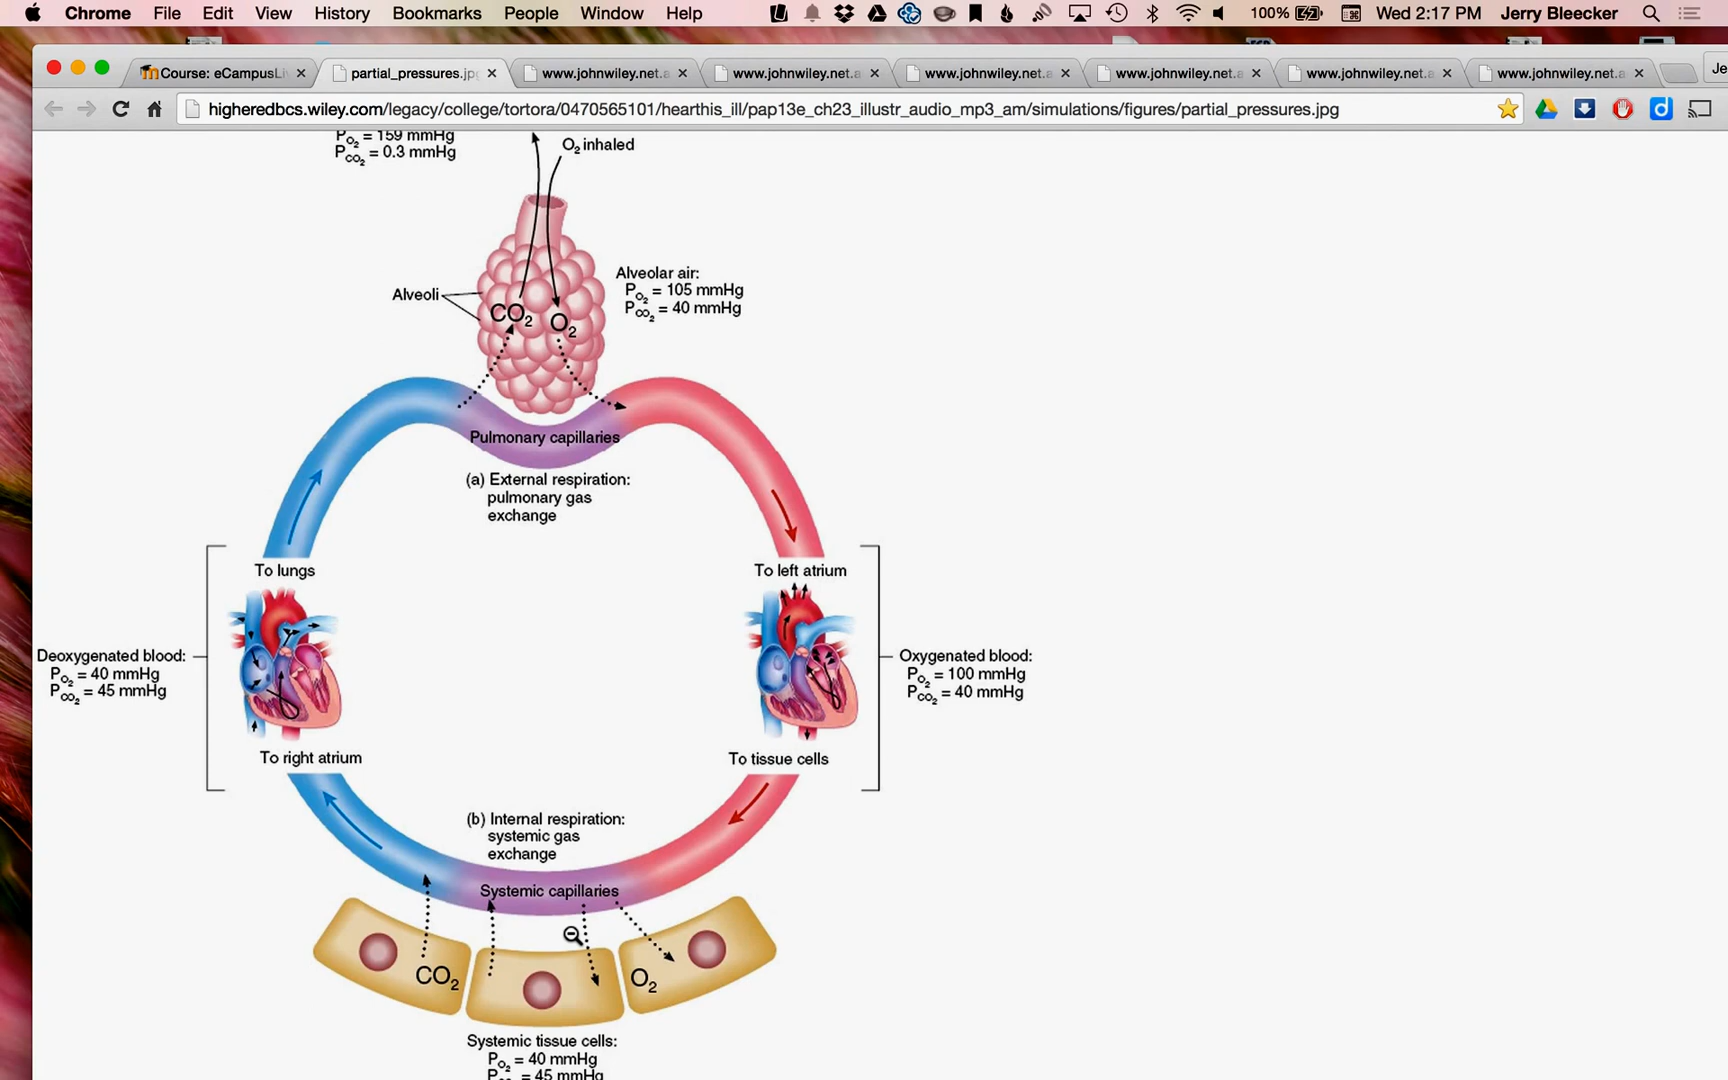 Chrome File Edit View History Bookmarks People Window Help 100% Wed 2:17 PM Jerry Bleecker
Course: eCampusLi partial_pressures.jp www.johnwiley.net.a www.johnwiley.net.a www.johnwiley.net.a www.johnwiley.net.a www.johnwiley.net.a www.johnwiley.net.a Je
higheredbcs.wiley.com/legacy/college/tortora/0470565101/hearthis_ill/pap13e_ch23_illustr_audio_mp3_am/simulations/figures/partial_pressures.jpg
PO₂ = 159 mmHg
PCO₂ = 0.3 mmHg
O₂ inhaled
Alveolar air:
PO₂ = 105 mmHg
PCO₂ = 40 mmHg
Alveoli
CO₂ O₂
Pulmonary capillaries
(a) External respiration:
pulmonary gas
exchange
To lungs
To left atrium
Deoxygenated blood:
PO₂ = 40 mmHg
PCO₂ = 45 mmHg
Oxygenated blood:
PO₂ = 100 mmHg
PCO₂ = 40 mmHg
To right atrium
To tissue cells
(b) Internal respiration:
systemic gas
exchange
Systemic capillaries
CO₂ O₂
Systemic tissue cells:
PO₂ = 40 mmHg
= 45 mmHg